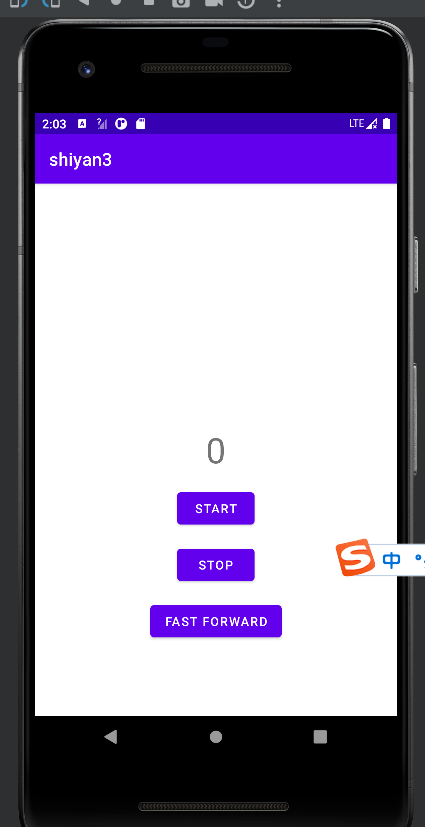 2:03 LTE
shiyan3
0
START
中
STOP
FAST FORWARD